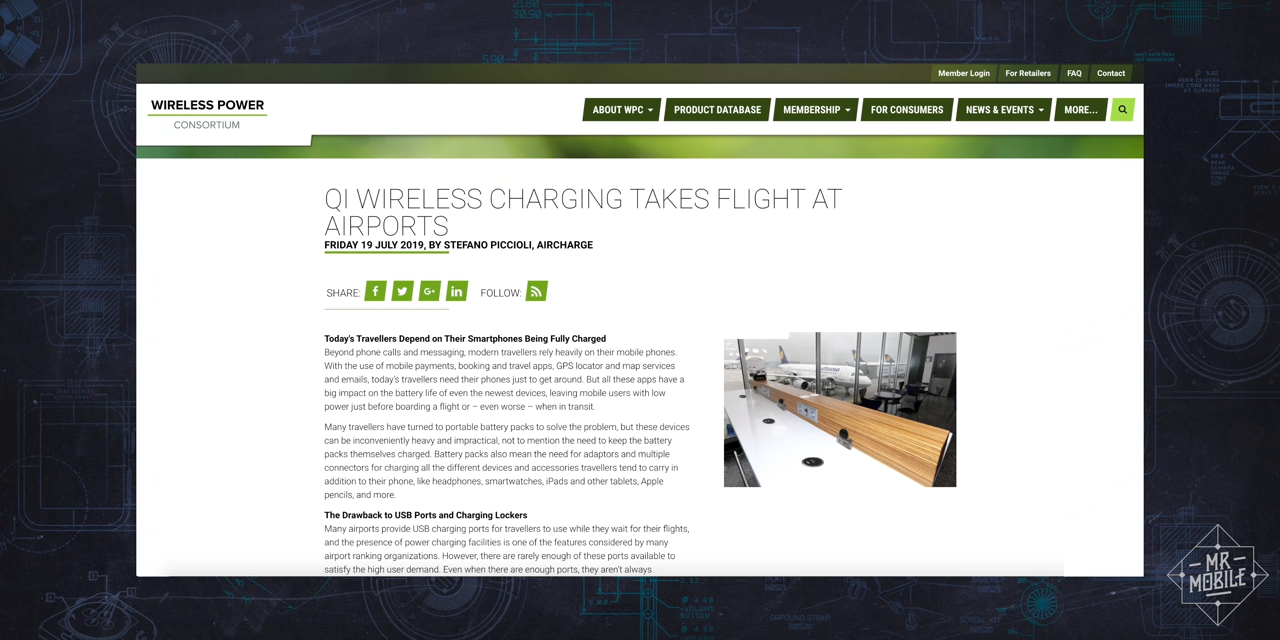 21.80
30.90
5.90
Member Login For Retailers FAQ Contact
WIRELESS POWER
CONSORTIUM
ABOUT WPC PRODUCT DATABASE MEMBERSHIP FOR CONSUMERS NEWS & EVENTS MORE...
QI WIRELESS CHARGING TAKES FLIGHT AT
AIRPORTS
FRIDAY 19 JULY 2019, BY STEFANO PICCIOLI, AIRCHARGE
SHARE: FOLLOW:
Today's Travellers Depend on Their Smartphones Being Fully Charged
Beyond phone calls and messaging, modern travellers rely heavily on their mobile phones.
With the use of mobile payments, booking and travel apps, GPS locator and map services
and emails, today's travellers need their phones just to get around. But all these apps have a
big impact on the battery life of even the newest devices, leaving mobile users with low
power just before boarding a flight or – even worse – when in transit.
Many travellers have turned to portable battery packs to solve the problem, but these devices
can be inconveniently heavy and impractical, not to mention the need to keep the battery
packs themselves charged. Battery packs also mean the need for adaptors and multiple
connectors for charging all the different devices and accessories travellers tend to carry in
addition to their phone, like headphones, smartwatches, iPads and other tablets, Apple
pencils, and more.
The Drawback to USB Ports and Charging Lockers
Many airports provide USB charging ports for travellers to use while they wait for their flights,
and the presence of power charging facilities is one of the features considered by many
airport ranking organizations. However, there are rarely enough of these ports available to
satisfy the high user demand. Even when there are enough ports, they aren't always
MR
MOBILE